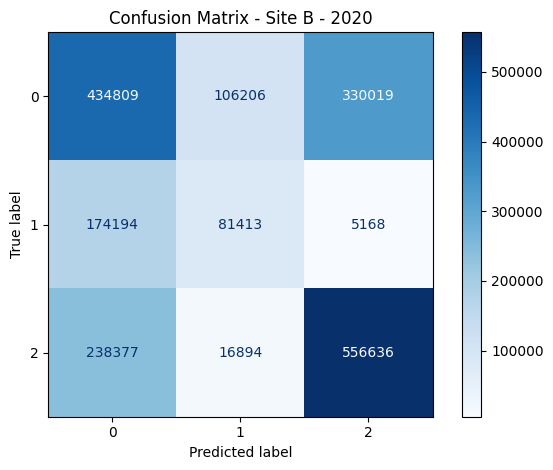 Confusion Matrix - Site B - 2020
0 434809 106206 330019
1 174194 81413 5168
2 238377 16894 556636
0 1 2
Predicted label
True label
500000
400000
300000
200000
100000